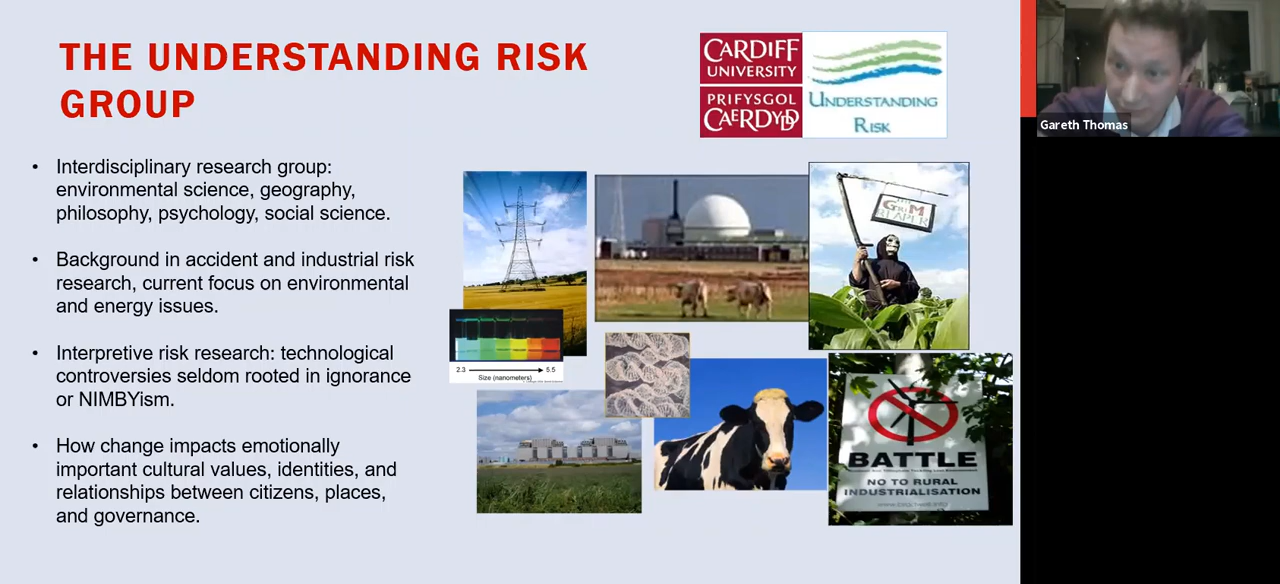 THE UNDERSTANDING RISK
GROUP
CARDIFF
UNIVERSITY
PRIFYSGOL
CAERDYDD
UNDERSTANDING
RISK
Gareth Thomas
• Interdisciplinary research group:
environmental science, geography,
philosophy, psychology, social science.
• Background in accident and industrial risk
research, current focus on environmental
and energy issues.
• Interpretive risk research: technological
controversies seldom rooted in ignorance
or NIMBYism.
• How change impacts emotionally
important cultural values, identities, and
relationships between citizens, places,
and governance.
GRIM
REAPER
2.3 5.5
Size (nanometers)
BATTLE
NO TO RURAL
INDUSTRIALISATION